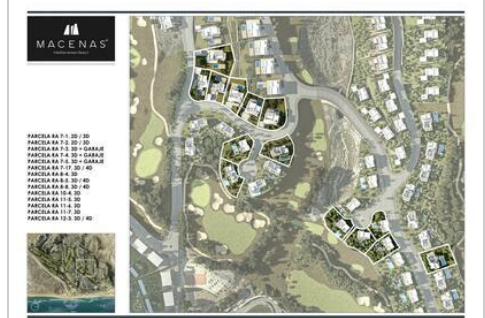 MACENAS
Mediterranean Resort
PARCELA RA 7-1. 2D / 3D
PARCELA RA 7-2. 2D / 3D
PARCELA RA 7-3. 3D + GARAJE
PARCELA RA 7-4. 3D + GARAJE
PARCELA RA 7-5. 3D + GARAJE
PARCELA RA 7-17. 3D / 4D
PARCELA RA 8-4. 3D
PARCELA RA 8-5. 3D / 4D
PARCELA RA 8-8. 3D / 4D
PARCELA RA 10-4. 3D
PARCELA RA 11-5. 3D
PARCELA RA 11-6. 3D
PARCELA RA 11-7. 3D
PARCELA RA 12-3. 3D / 4D